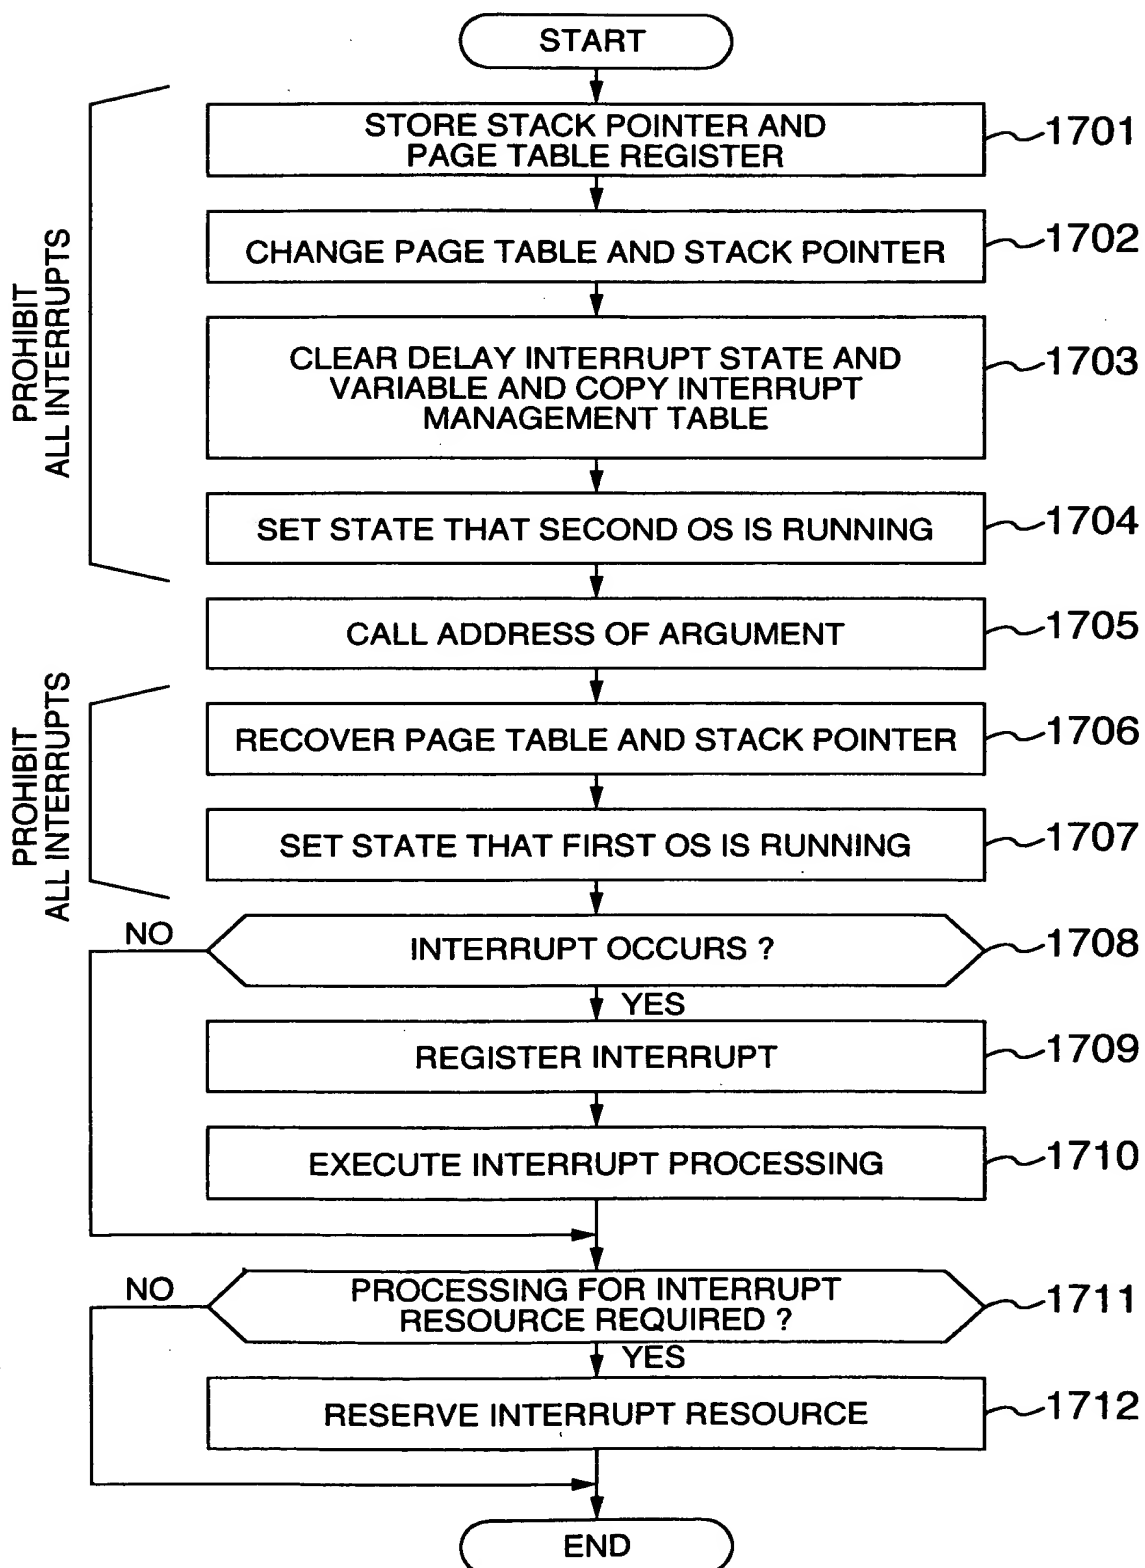 START
STORE STACK POINTER AND
PAGE TABLE REGISTER
1701
CHANGE PAGE TABLE AND STACK POINTER
1702
CLEAR DELAY INTERRUPT STATE AND
VARIABLE AND COPY INTERRUPT
MANAGEMENT TABLE
1703
SET STATE THAT SECOND OS IS RUNNING
1704
PROHIBIT
ALL INTERRUPTS
CALL ADDRESS OF ARGUMENT
1705
RECOVER PAGE TABLE AND STACK POINTER
1706
SET STATE THAT FIRST OS IS RUNNING
1707
PROHIBIT
ALL INTERRUPTS
INTERRUPT OCCURS ?
1708
NO
YES
REGISTER INTERRUPT
1709
EXECUTE INTERRUPT PROCESSING
1710
PROCESSING FOR INTERRUPT
RESOURCE REQUIRED ?
1711
NO
YES
RESERVE INTERRUPT RESOURCE
1712
END